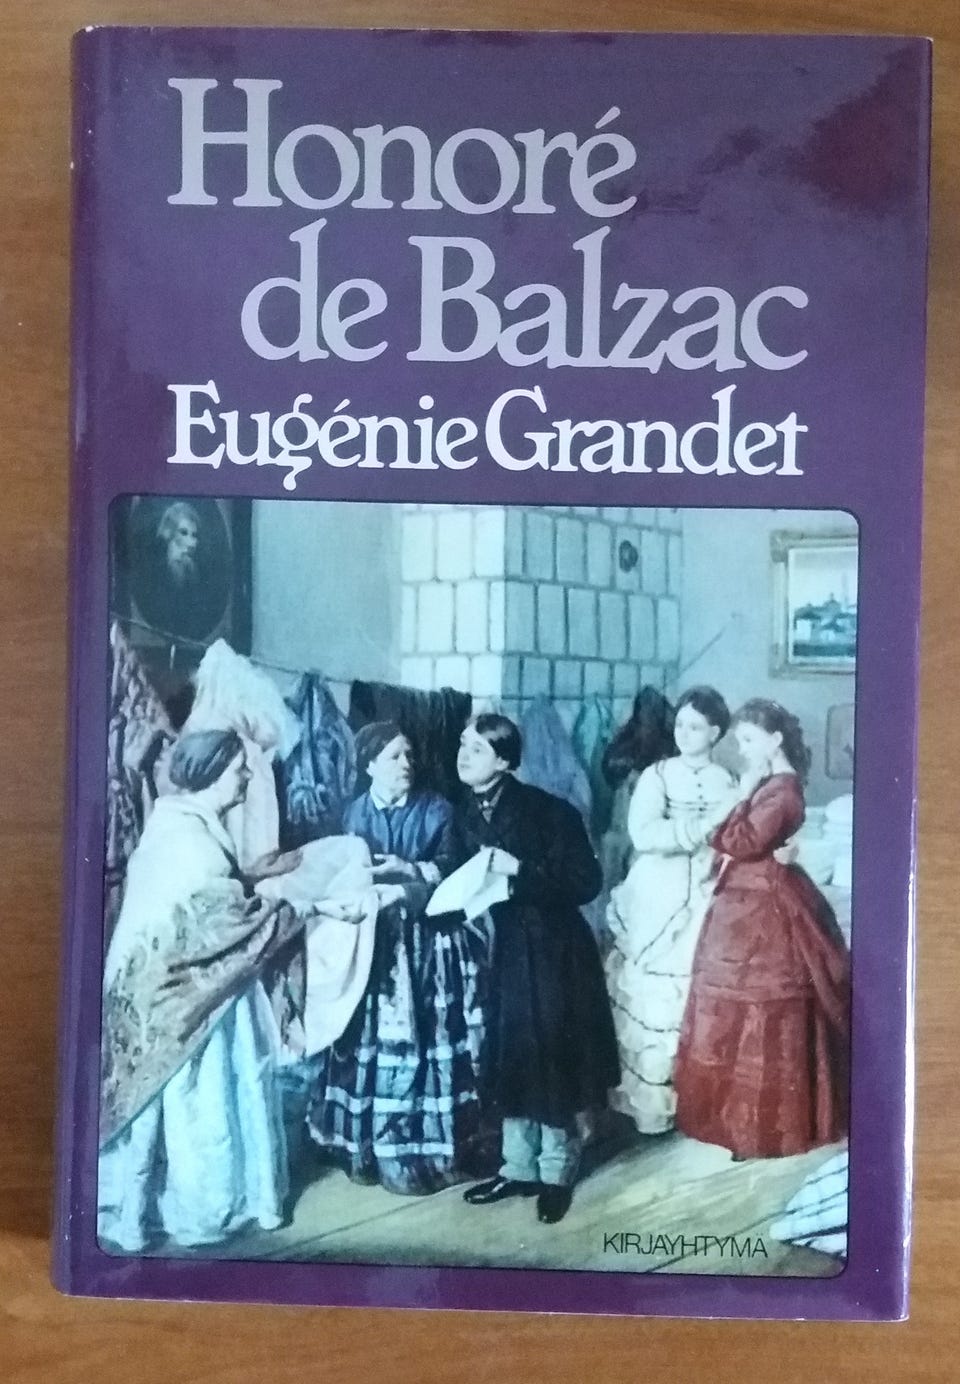 Honoré
de Balzac
Eugénie Grandet
KIRJAYHTYMÄ